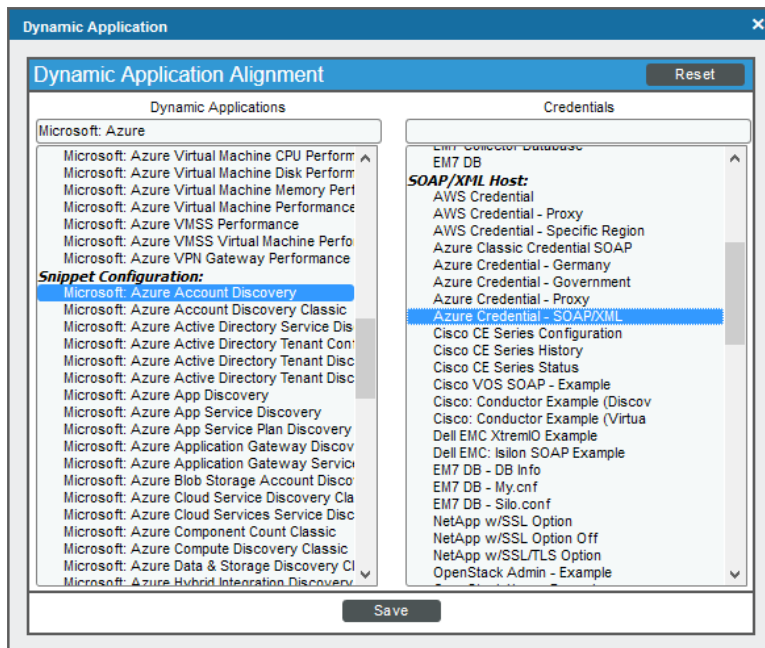 Dynamic Application
×
Dynamic Application Alignment
Reset
Dynamic Applications
Microsoft: Azure
Microsoft: Azure Virtual Machine CPU Perform
Microsoft: Azure Virtual Machine Disk Perform
Microsoft: Azure Virtual Machine Memory Perf
Microsoft: Azure Virtual Machine Performance
Microsoft: Azure VMSS Performance
Microsoft: Azure VMSS Virtual Machine Perfo
Microsoft: Azure VPN Gateway Performance
Snippet Configuration:
Microsoft: Azure Account Discovery
Microsoft: Azure Account Discovery Classic
Microsoft: Azure Active Directory Service Dis
Microsoft: Azure Active Directory Tenant Con
Microsoft: Azure Active Directory Tenant Disc
Microsoft: Azure Active Directory Tenant Disc
Microsoft: Azure App Discovery
Microsoft: Azure App Service Discovery
Microsoft: Azure App Service Plan Discovery
Microsoft: Azure Application Gateway Discov
Microsoft: Azure Application Gateway Service
Microsoft: Azure Blob Storage Account Disco
Microsoft: Azure Cloud Service Discovery Cla
Microsoft: Azure Cloud Services Service Disc
Microsoft: Azure Component Count Classic
Microsoft: Azure Compute Discovery Classic
Microsoft: Azure Data & Storage Discovery Cl
Microsoft: Azure Hybrid Integration Discovery
Credentials
EM7 Collector Database
EM7 DB
SOAP/XML Host:
AWS Credential
AWS Credential - Proxy
AWS Credential - Specific Region
Azure Classic Credential SOAP
Azure Credential - Germany
Azure Credential - Government
Azure Credential - Proxy
Azure Credential - SOAP/XML
Cisco CE Series Configuration
Cisco CE Series History
Cisco CE Series Status
Cisco VOS SOAP - Example
Cisco: Conductor Example (Discov
Cisco: Conductor Example (Virtua
Dell EMC XtremIO Example
Dell EMC: Isilon SOAP Example
EM7 DB - DB Info
EM7 DB - My.cnf
EM7 DB - Silo.conf
NetApp w/SSL Option
NetApp w/SSL Option Off
NetApp w/SSL/TLS Option
OpenStack Admin - Example
Save